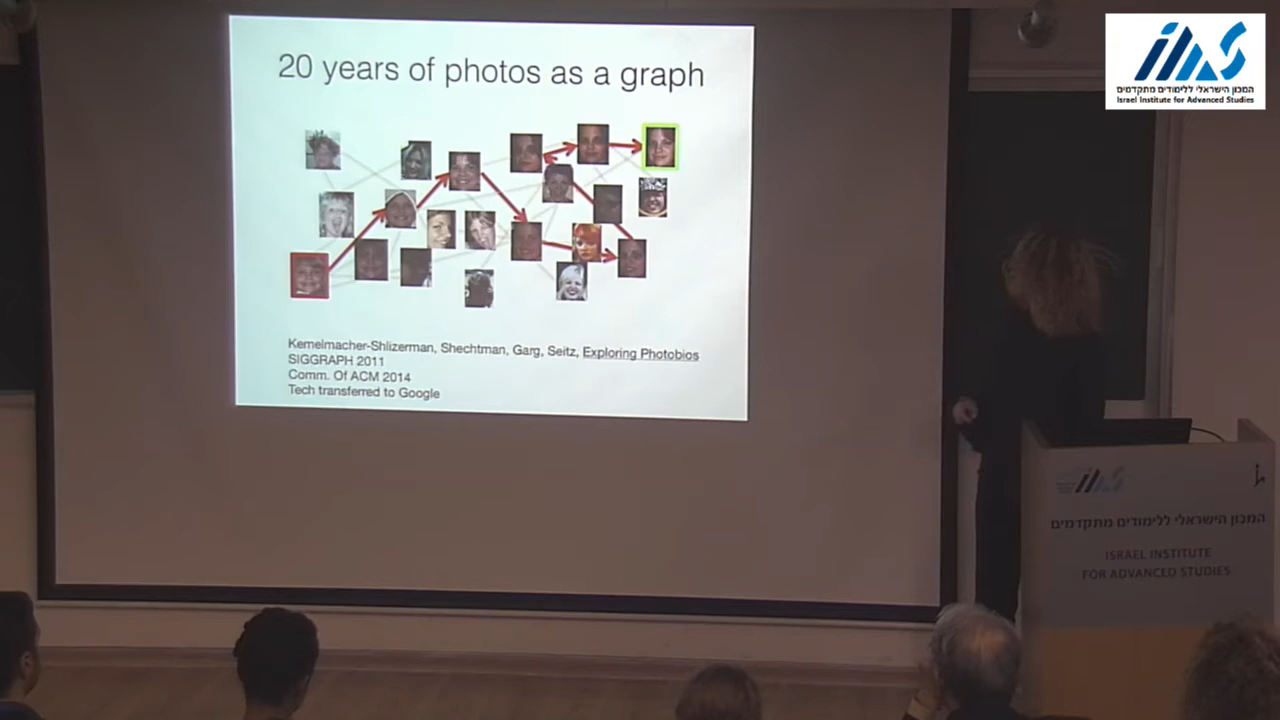 20 years of photos as a graph
Kemelmacher-Shlizerman, Shechtman, Garg, Seitz, Exploring Photobios
SIGGRAPH 2011
Comm. Of ACM 2014
Tech transferred to Google
המכון הישראלי ללימודים מתקדמים
Israel Institute for Advanced Studies
המכון הישראלי ללימודים מתקדמים
ISRAEL INSTITUTE
FOR ADVANCED STUDIES